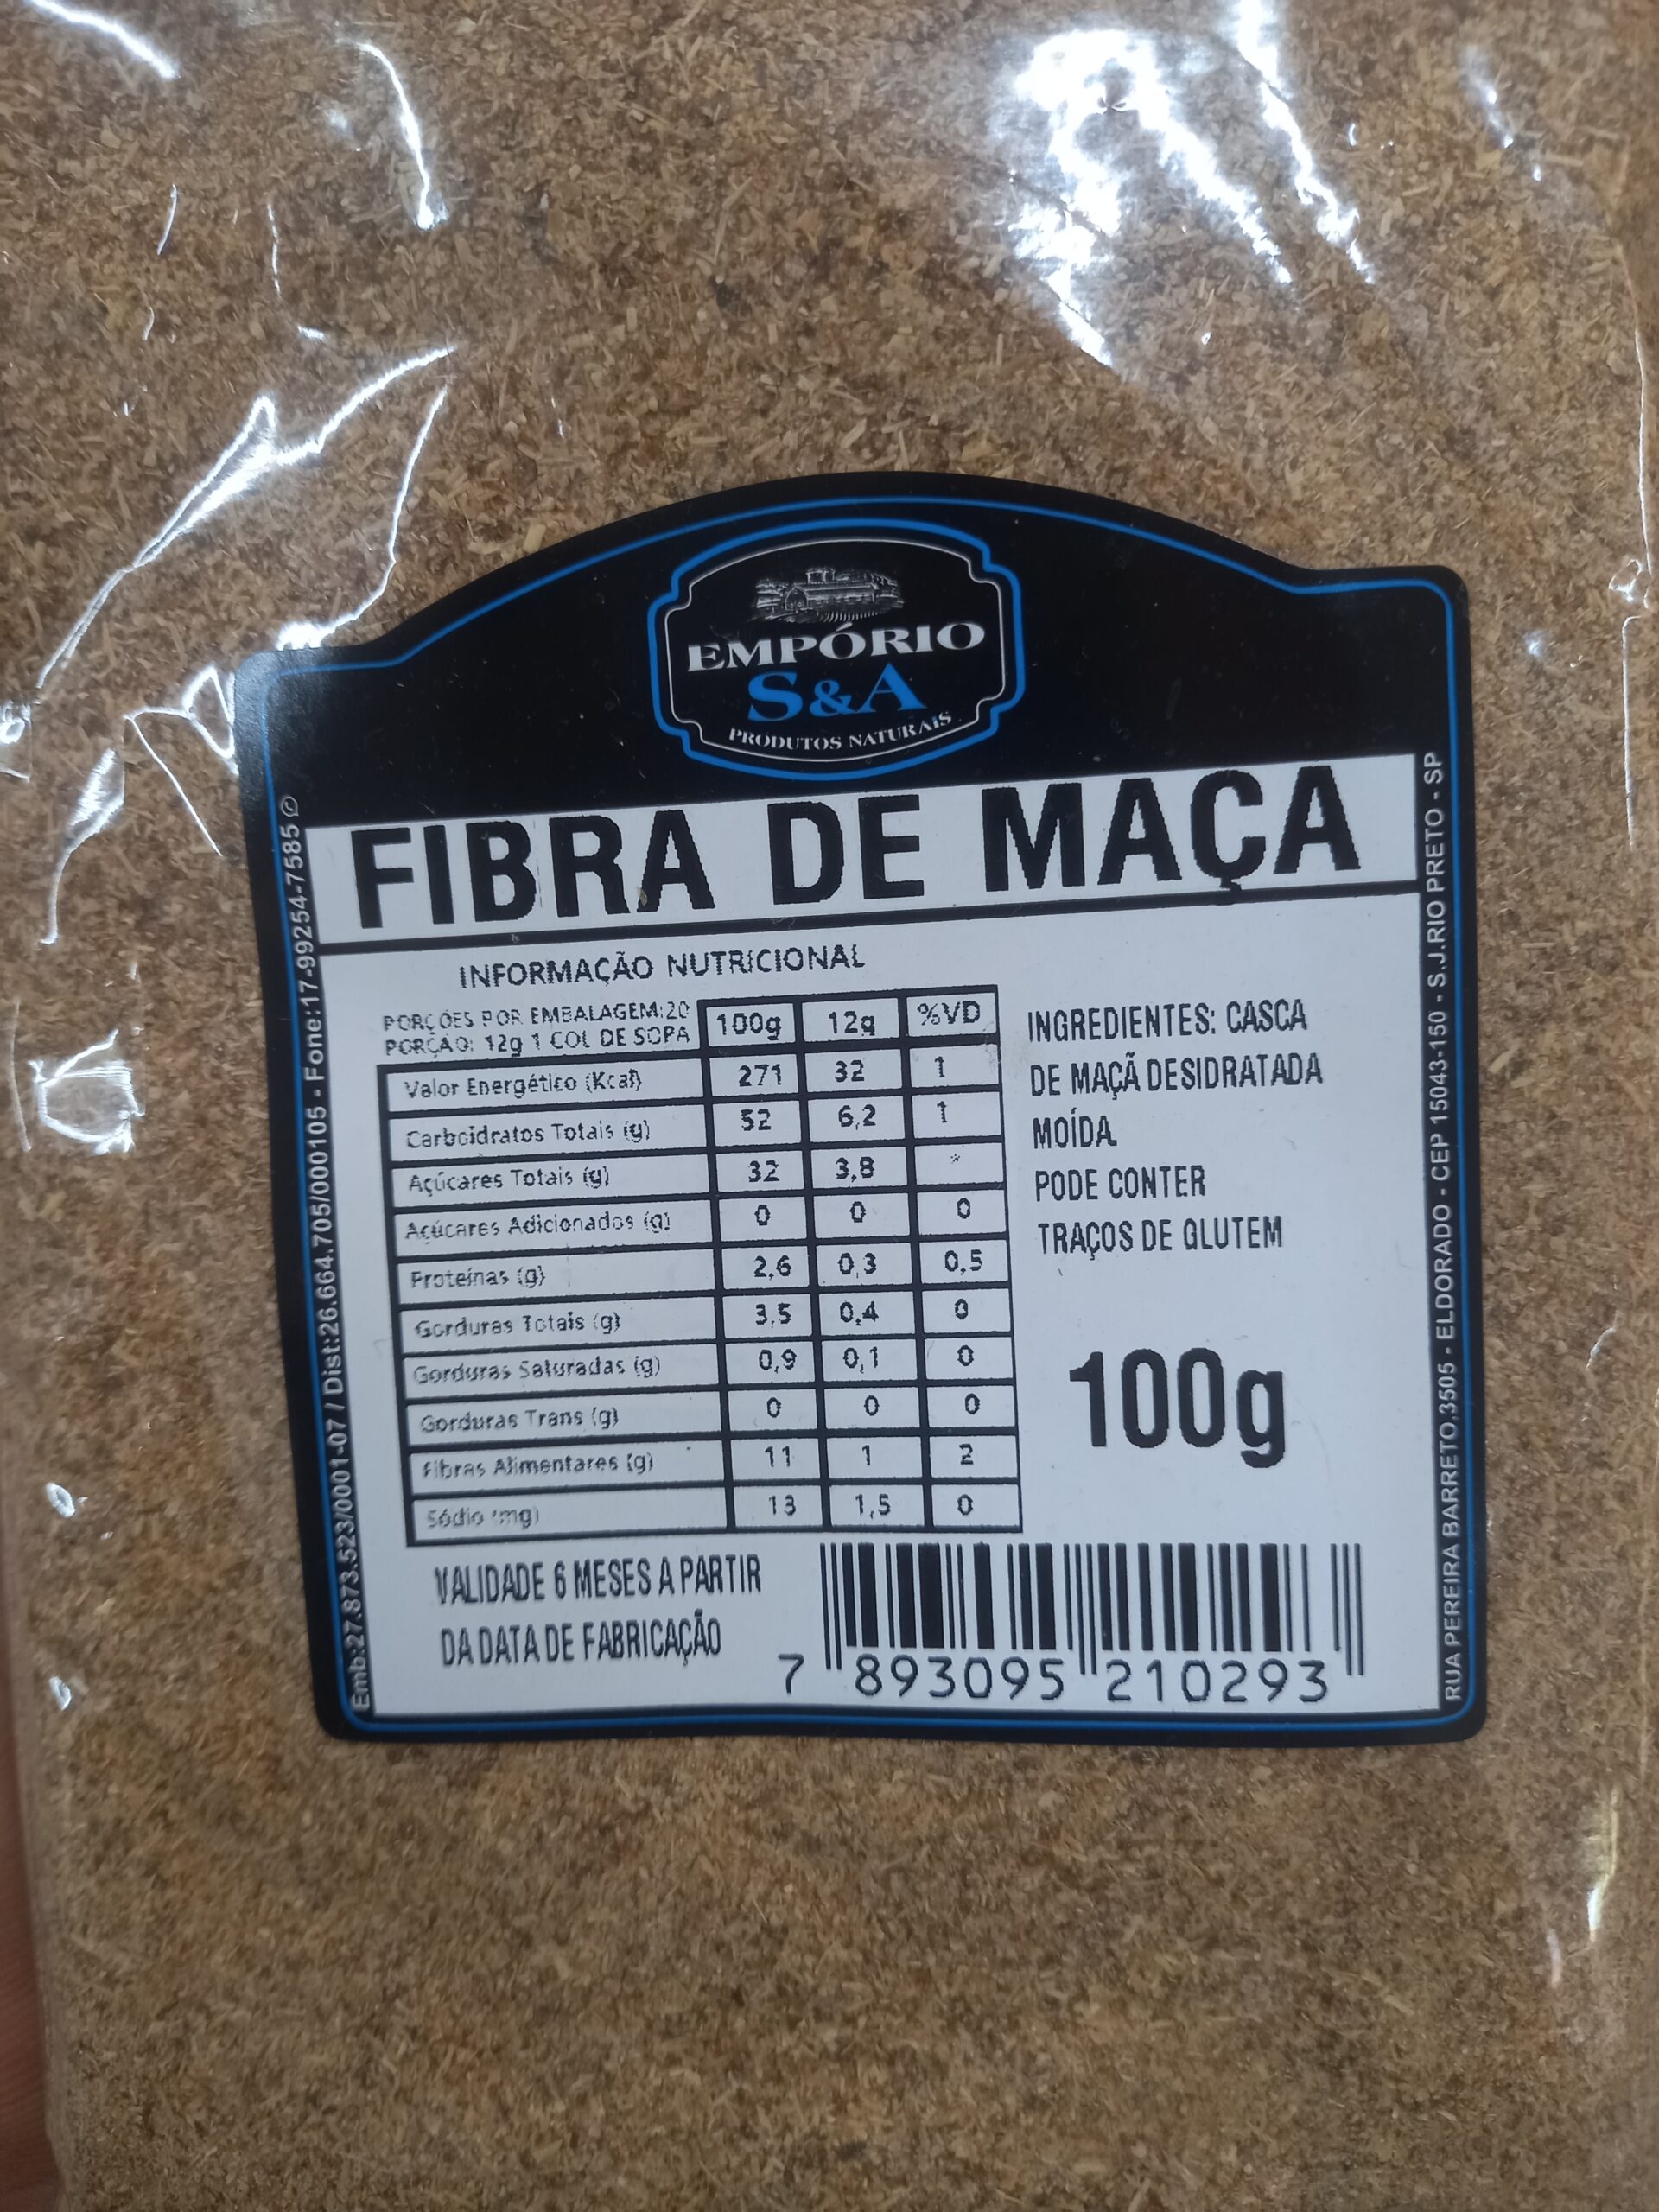 EMPÓRIO
S&A
PRODUTOS NATURAIS
FIBRA DE MAÇA
INFORMAÇÃO NUTRICIONAL
PORÇOES POR EMBALAGEM:20
PORÇÃO: 12g 1 COL DE SOPA
100g 12g %VD
Valor Energético (Kcal) 271 32 1
Carboidratos Totais (g) 52 6,2 1
Açúcares Totais (g) 32 3,8 *
Açúcares Adicionados (g) 0 0 0
Proteínas (g) 2,6 0,3 0,5
Gorduras Totais (g) 3,5 0,4 0
Gorduras Saturadas (g) 0,9 0,1 0
Gorduras Trans (g) 0 0 0
Fibras Alimentares (g) 11 1 2
Sódio (mg) 13 1,5 0
INGREDIENTES: CASCA
DE MAÇÃ DESIDRATADA
MOÍDA.
PODE CONTER
TRAÇOS DE GLUTEM
100g
VALIDADE 6 MESES A PARTIR
DA DATA DE FABRICAÇÃO
7 893095 210293
Emb:27.873.523/0001-07 / Dist:26.664.705/000105 - Fone:17-99254-7585
RUA PEREIRA BARRETO,3505 - ELDORADO - CEP 15043-150 - S.J.RIO PRETO - SP